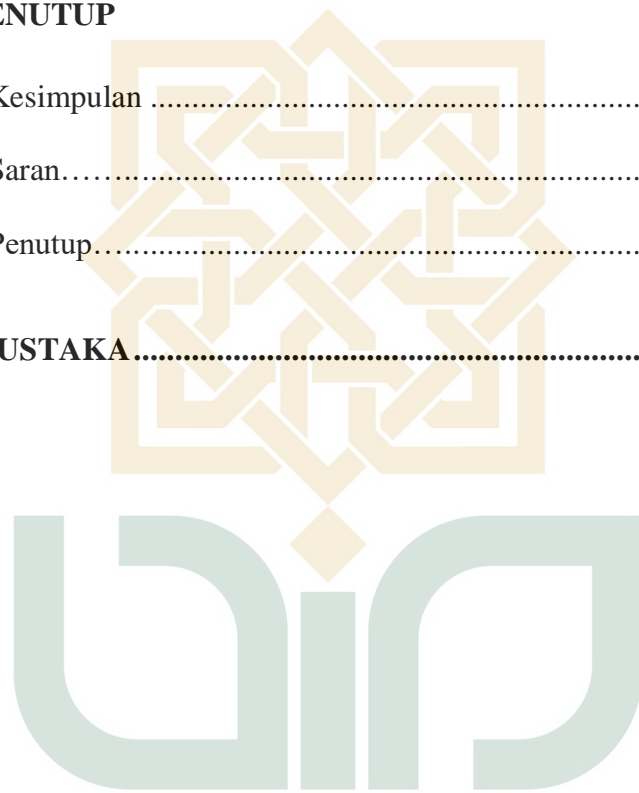 ENUTUP
Kesimpulan ....................................................
Saran…….....................................................
Penutup….....................................................
USTAKA....................................................